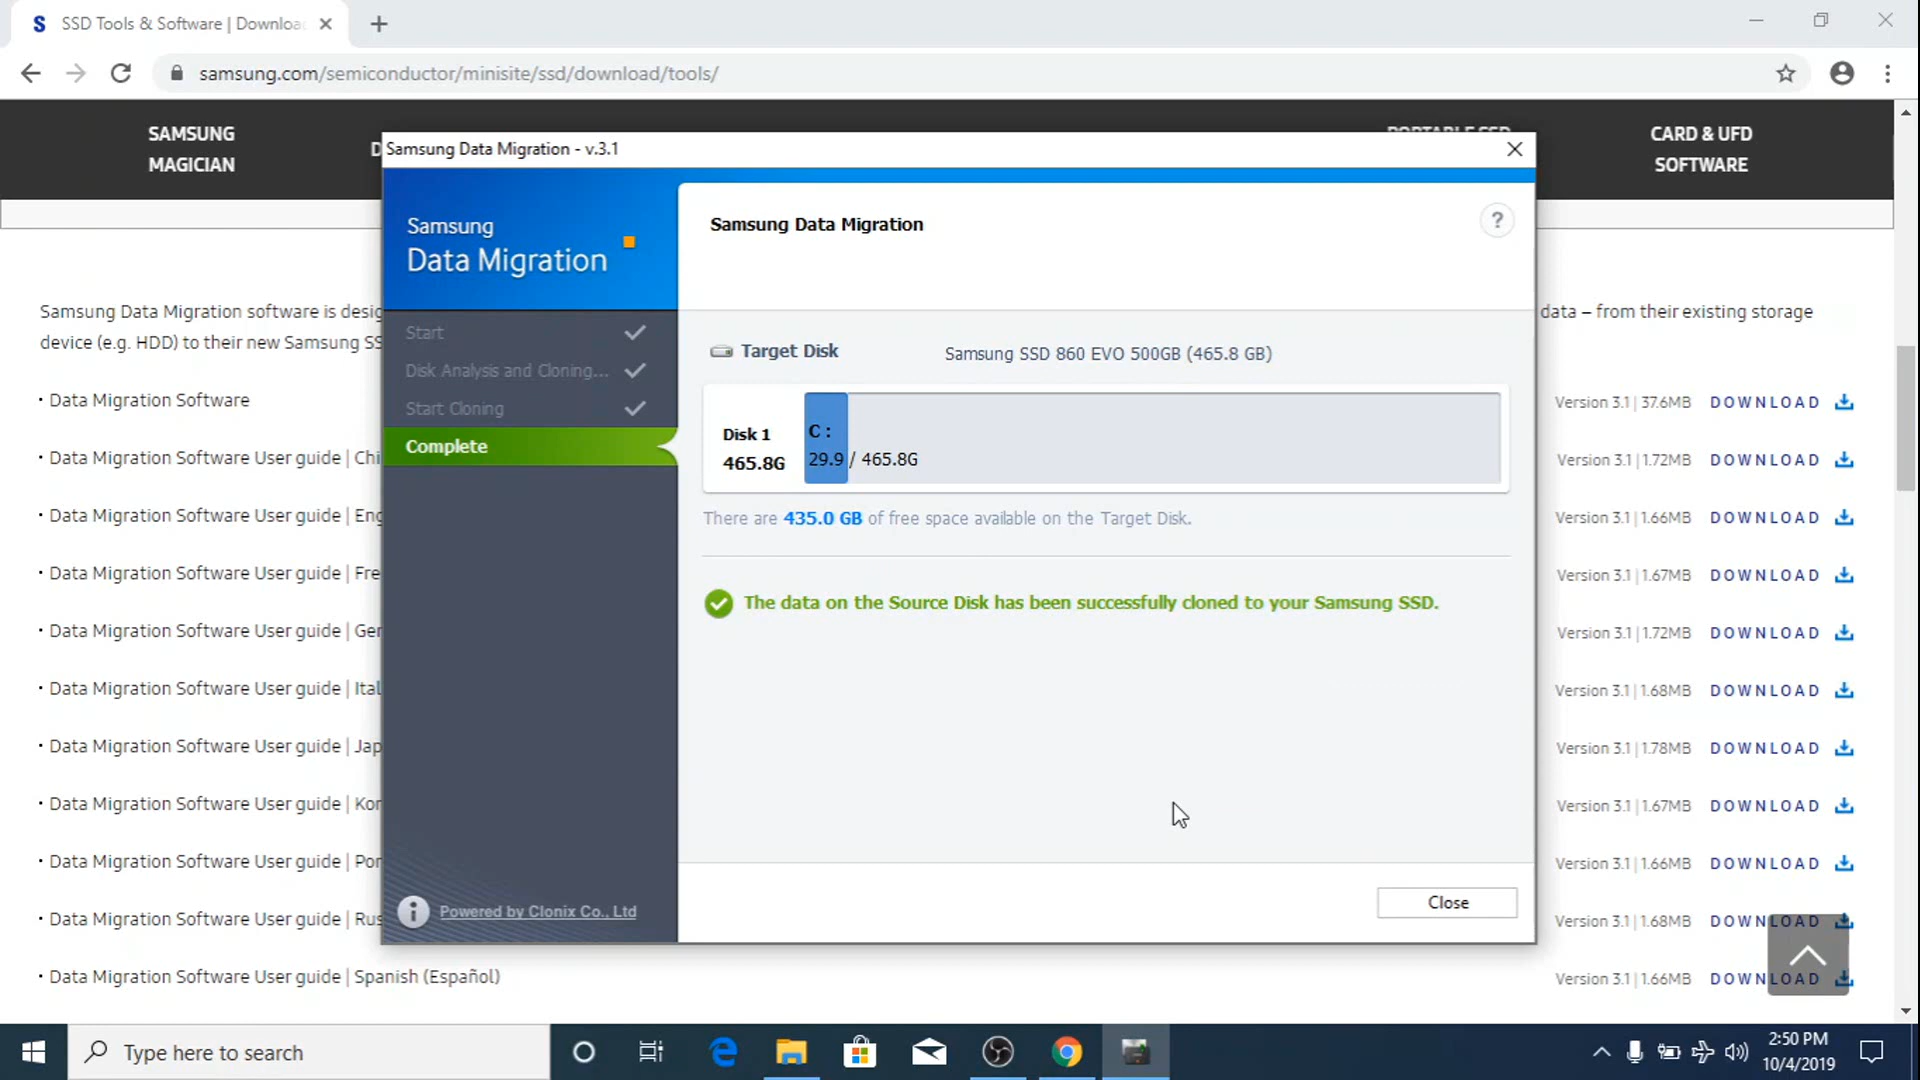 S SSD Tools & Software | Downloa
samsung.com/semiconductor/minisite/ssd/download/tools/
SAMSUNG
MAGICIAN
D
PORTABLE SSD
CARD & UFD
SOFTWARE
Samsung Data Migration - v.3.1
Samsung
Data Migration
Samsung Data Migration
?
Start
Disk Analysis and Cloning...
Start Cloning
Complete
Target Disk
Samsung SSD 860 EVO 500GB (465.8 GB)
Disk 1
465.8G
C :
29.9 / 465.8G
There are 435.0 GB of free space available on the Target Disk.
The data on the Source Disk has been successfully cloned to your Samsung SSD.
Powered by Clonix Co., Ltd
Close
Samsung Data Migration software is desig
data – from their existing storage
device (e.g. HDD) to their new Samsung SS
• Data Migration Software
Version 3.1 | 37.6MB DOWNLOAD
• Data Migration Software User guide | Chi
Version 3.1 | 1.72MB DOWNLOAD
• Data Migration Software User guide | Eng
Version 3.1 | 1.66MB DOWNLOAD
• Data Migration Software User guide | Fre
Version 3.1 | 1.67MB DOWNLOAD
• Data Migration Software User guide | Ger
Version 3.1 | 1.72MB DOWNLOAD
• Data Migration Software User guide | Ital
Version 3.1 | 1.68MB DOWNLOAD
• Data Migration Software User guide | Jap
Version 3.1 | 1.78MB DOWNLOAD
• Data Migration Software User guide | Kor
Version 3.1 | 1.67MB DOWNLOAD
• Data Migration Software User guide | Por
Version 3.1 | 1.66MB DOWNLOAD
• Data Migration Software User guide | Rus
Version 3.1 | 1.68MB DOWNLOAD
• Data Migration Software User guide | Spanish (Español)
Version 3.1 | 1.66MB DOWNLOAD
Type here to search
2:50 PM
10/4/2019